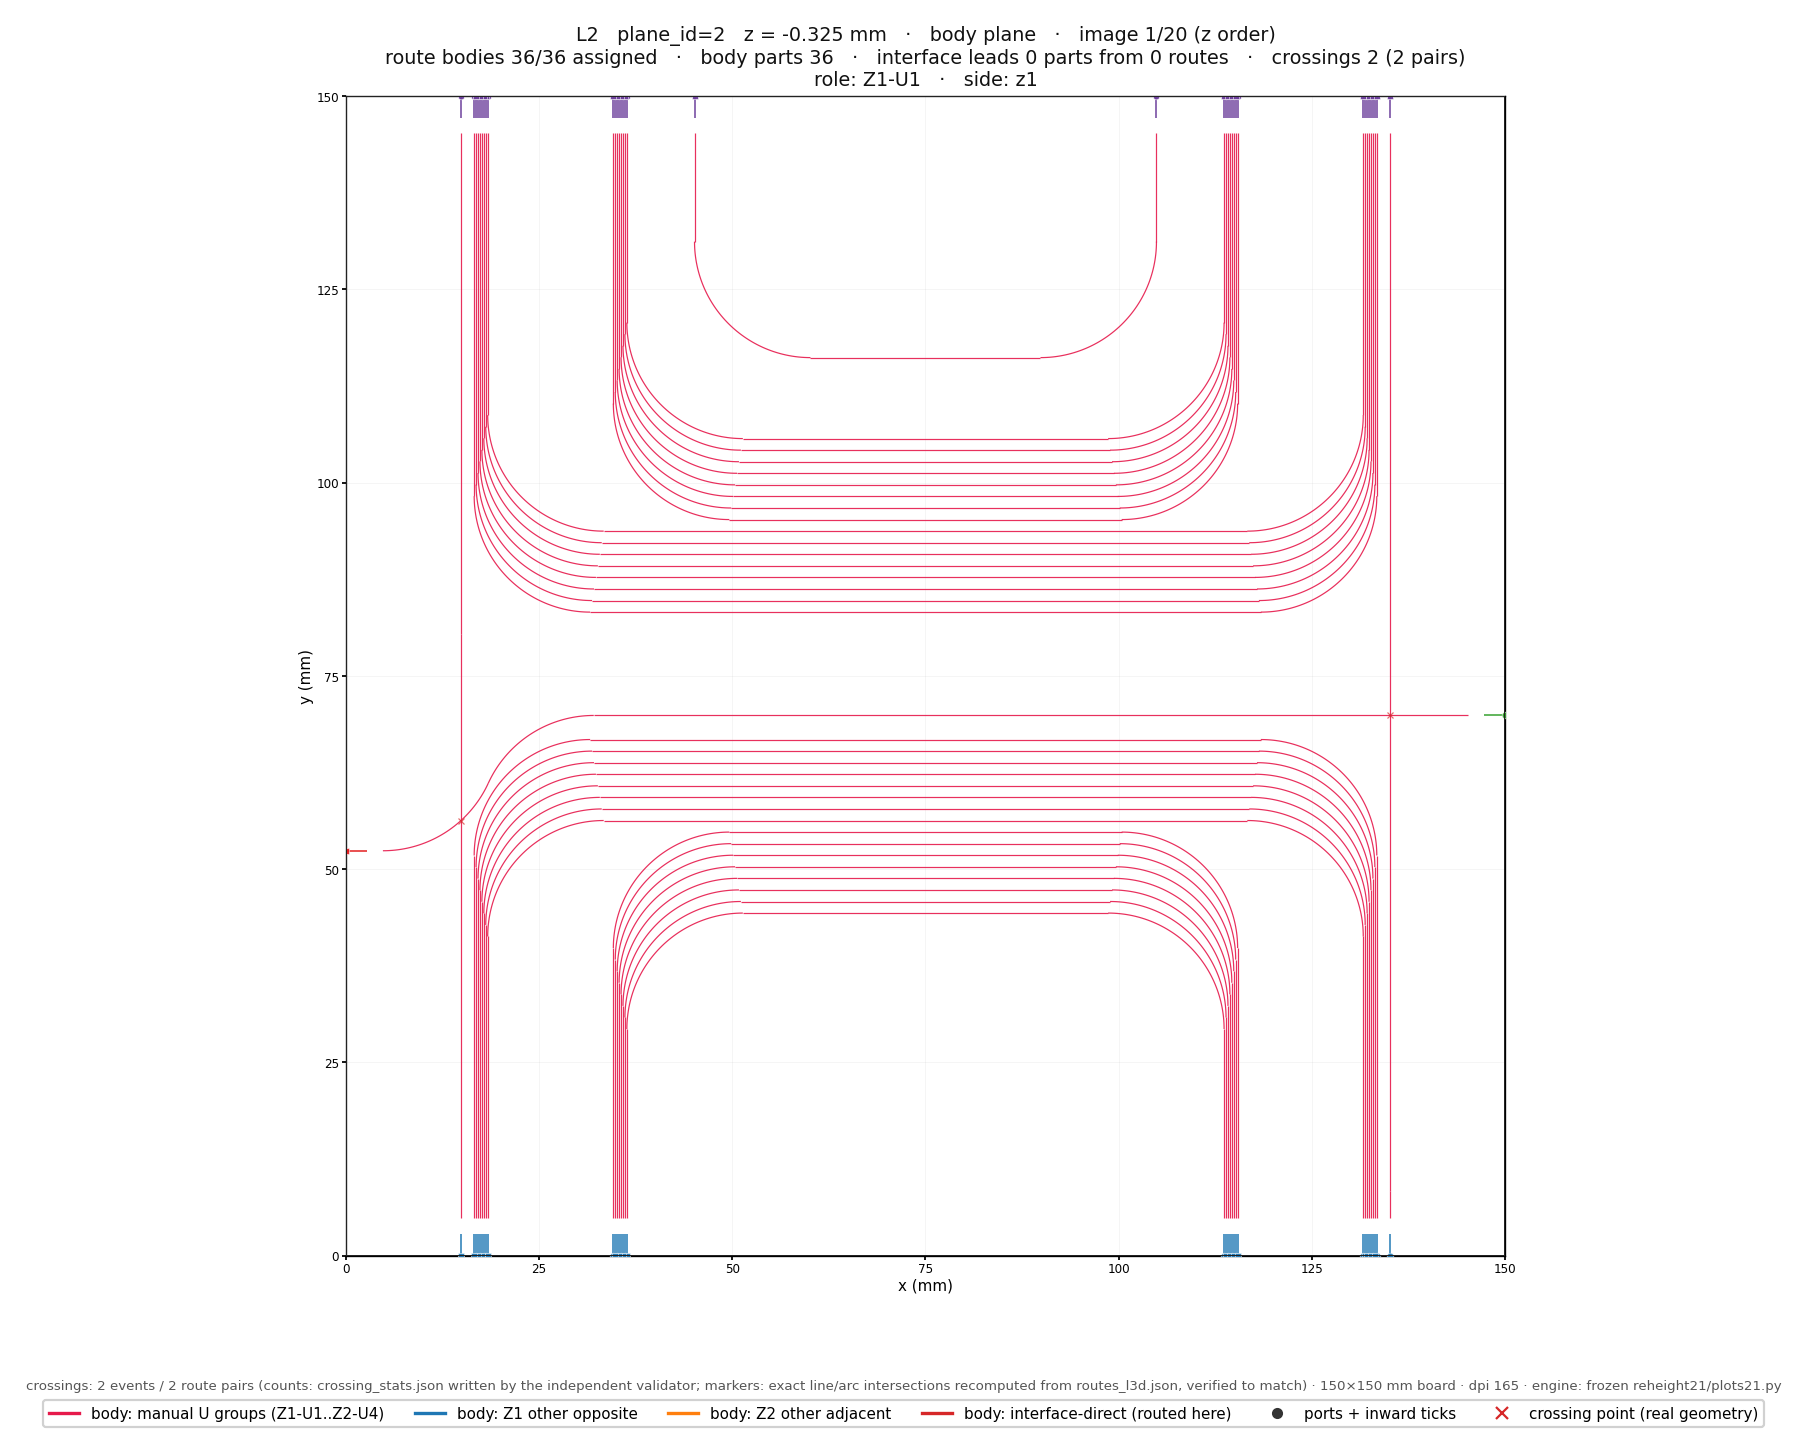 L2   plane_id=2   z = -0.325 mm   ·   body plane   ·   image 1/20 (z order)
route bodies 36/36 assigned   ·   body parts 36   ·   interface leads 0 parts from 0 routes   ·   crossings 2 (2 pairs)
role: Z1-U1   ·   side: z1
150
125
100
75
50
25
0
y (mm)
0 25 50 75 100 125 150
x (mm)
crossings: 2 events / 2 route pairs (counts: crossing_stats.json written by the independent validator; markers: exact line/arc intersections recomputed from routes_l3d.json, verified to match) · 150×150 mm board · dpi 165 · engine: frozen reheight21/plots21.py
body: manual U groups (Z1-U1..Z2-U4) body: Z1 other opposite body: Z2 other adjacent body: interface-direct (routed here) ports + inward ticks crossing point (real geometry)